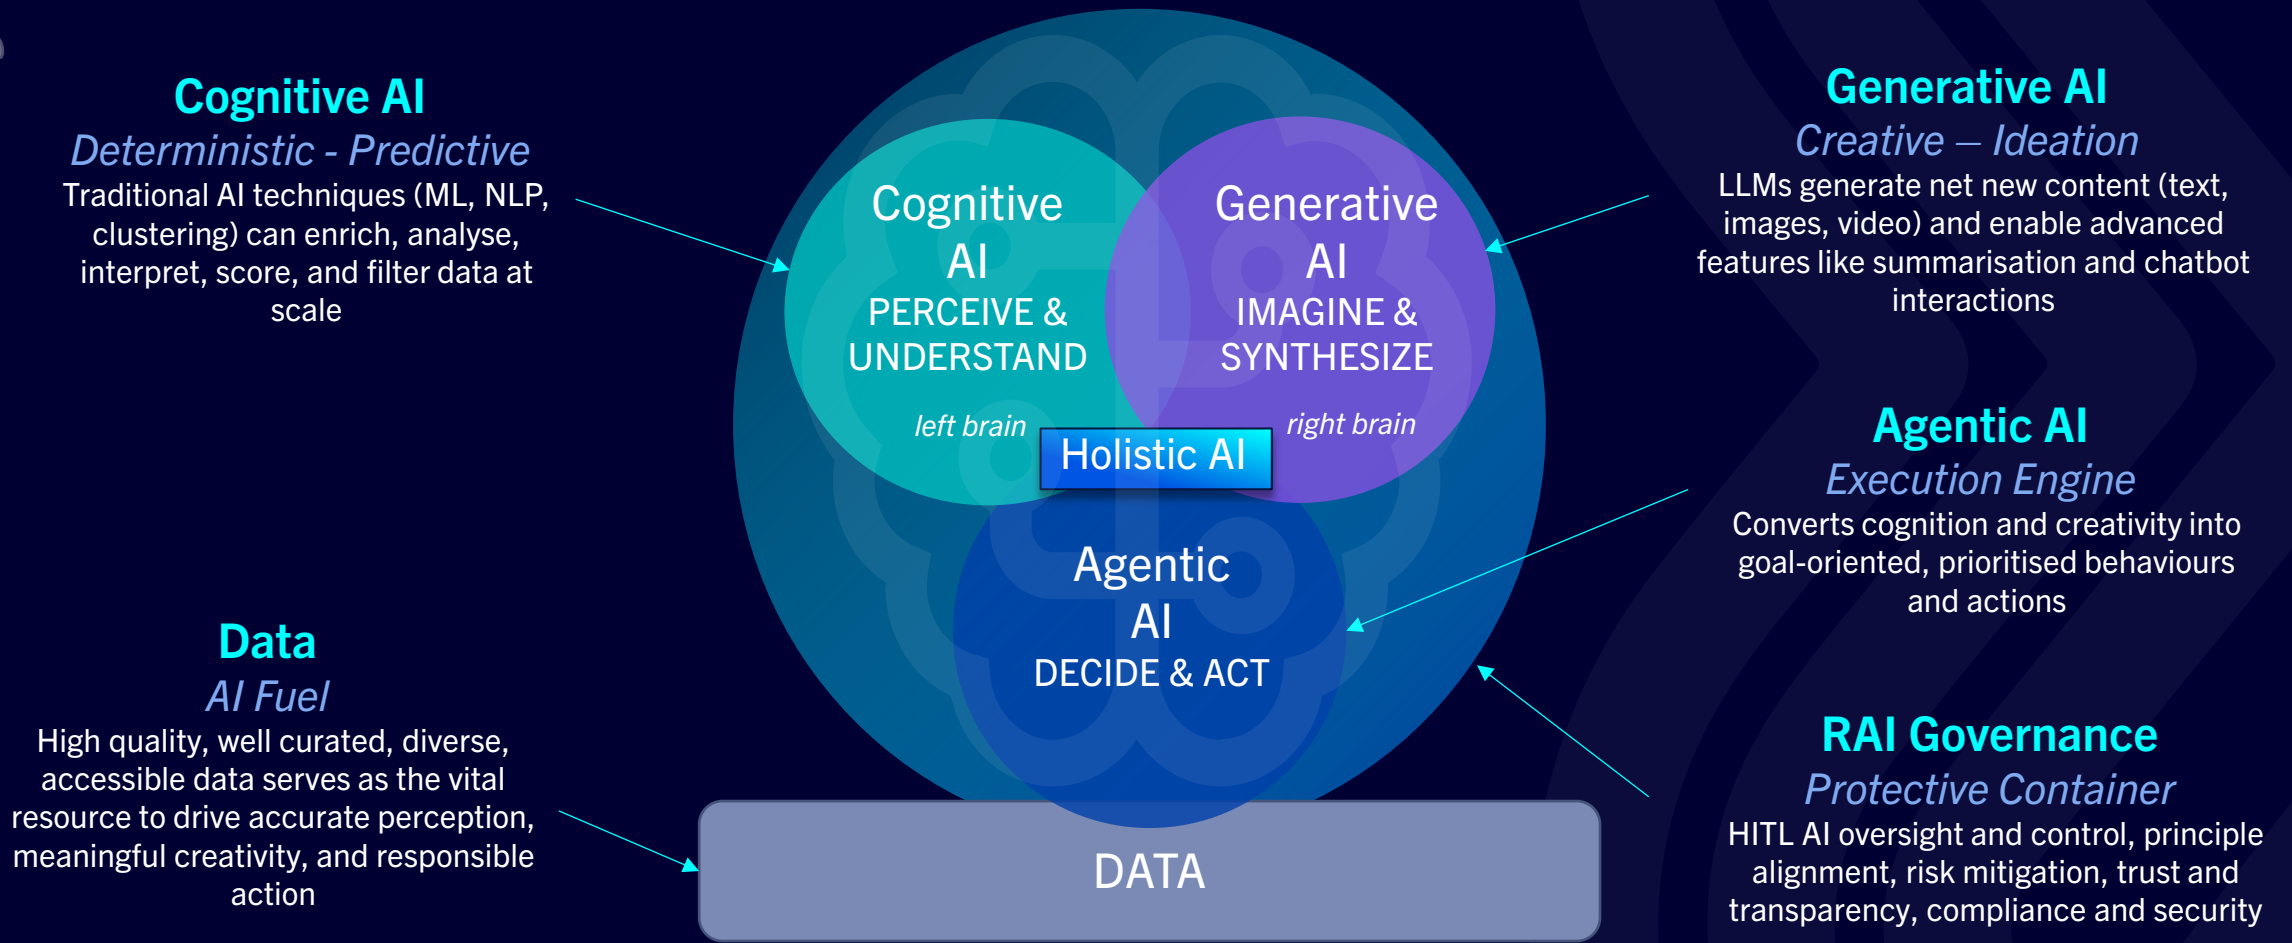 Cognitive AI
Deterministic - Predictive
Traditional AI techniques (ML, NLP,
clustering) can enrich, analyse,
interpret, score, and filter data at
scale
Data
AI Fuel
High quality, well curated, diverse,
accessible data serves as the vital
resource to drive accurate perception,
meaningful creativity, and responsible
action
Cognitive
AI
PERCEIVE &
UNDERSTAND
left brain
Generative
AI
IMAGINE &
SYNTHESIZE
right brain
Holistic AI
Agentic
AI
DECIDE & ACT
DATA
Generative AI
Creative – Ideation
LLMs generate net new content (text,
images, video) and enable advanced
features like summarisation and chatbot
interactions
Agentic AI
Execution Engine
Converts cognition and creativity into
goal-oriented, prioritised behaviours
and actions
RAI Governance
Protective Container
HITL AI oversight and control, principle
alignment, risk mitigation, trust and
transparency, compliance and security